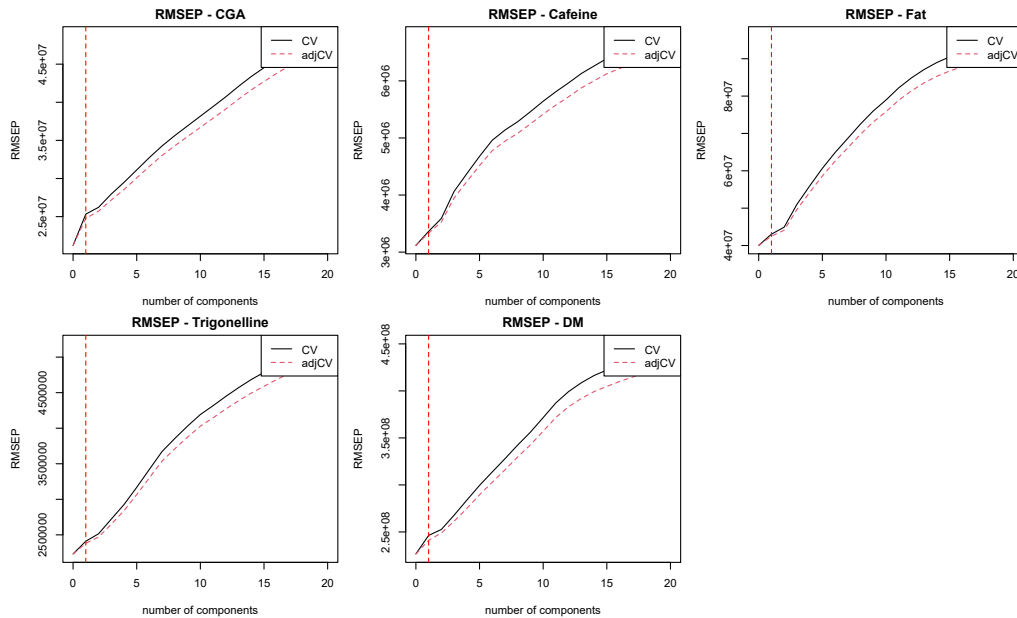 RMSEP - CGA
RMSEP
2.5e+07
3.5e+07
4.5e+07
CV
adjCV
0 5 10 15 20
number of components
RMSEP - Cafeine
RMSEP
3e+06
4e+06
5e+06
6e+06
CV
adjCV
0 5 10 15 20
number of components
RMSEP - Fat
RMSEP
4e+07
6e+07
8e+07
CV
adjCV
0 5 10 15 20
number of components
RMSEP - Trigonelline
RMSEP
2500000
3500000
4500000
CV
adjCV
0 5 10 15 20
number of components
RMSEP - DM
RMSEP
2.5e+08
3.5e+08
4.5e+08
CV
adjCV
0 5 10 15 20
number of components